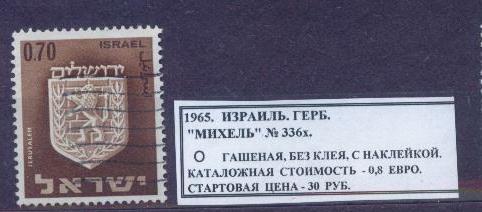 0.70 ISRAEL
ירושלים
JERUSALEM
ישראל
1965. ИЗРАИЛЬ. ГЕРБ.
"МИХЕЛЬ" № 336х.
О ГАШЕНАЯ, БЕЗ КЛЕЯ, С НАКЛЕЙКОЙ.
КАТАЛОЖНАЯ СТОИМОСТЬ - 0,8 ЕВРО.
СТАРТОВАЯ ЦЕНА - 30 РУБ.